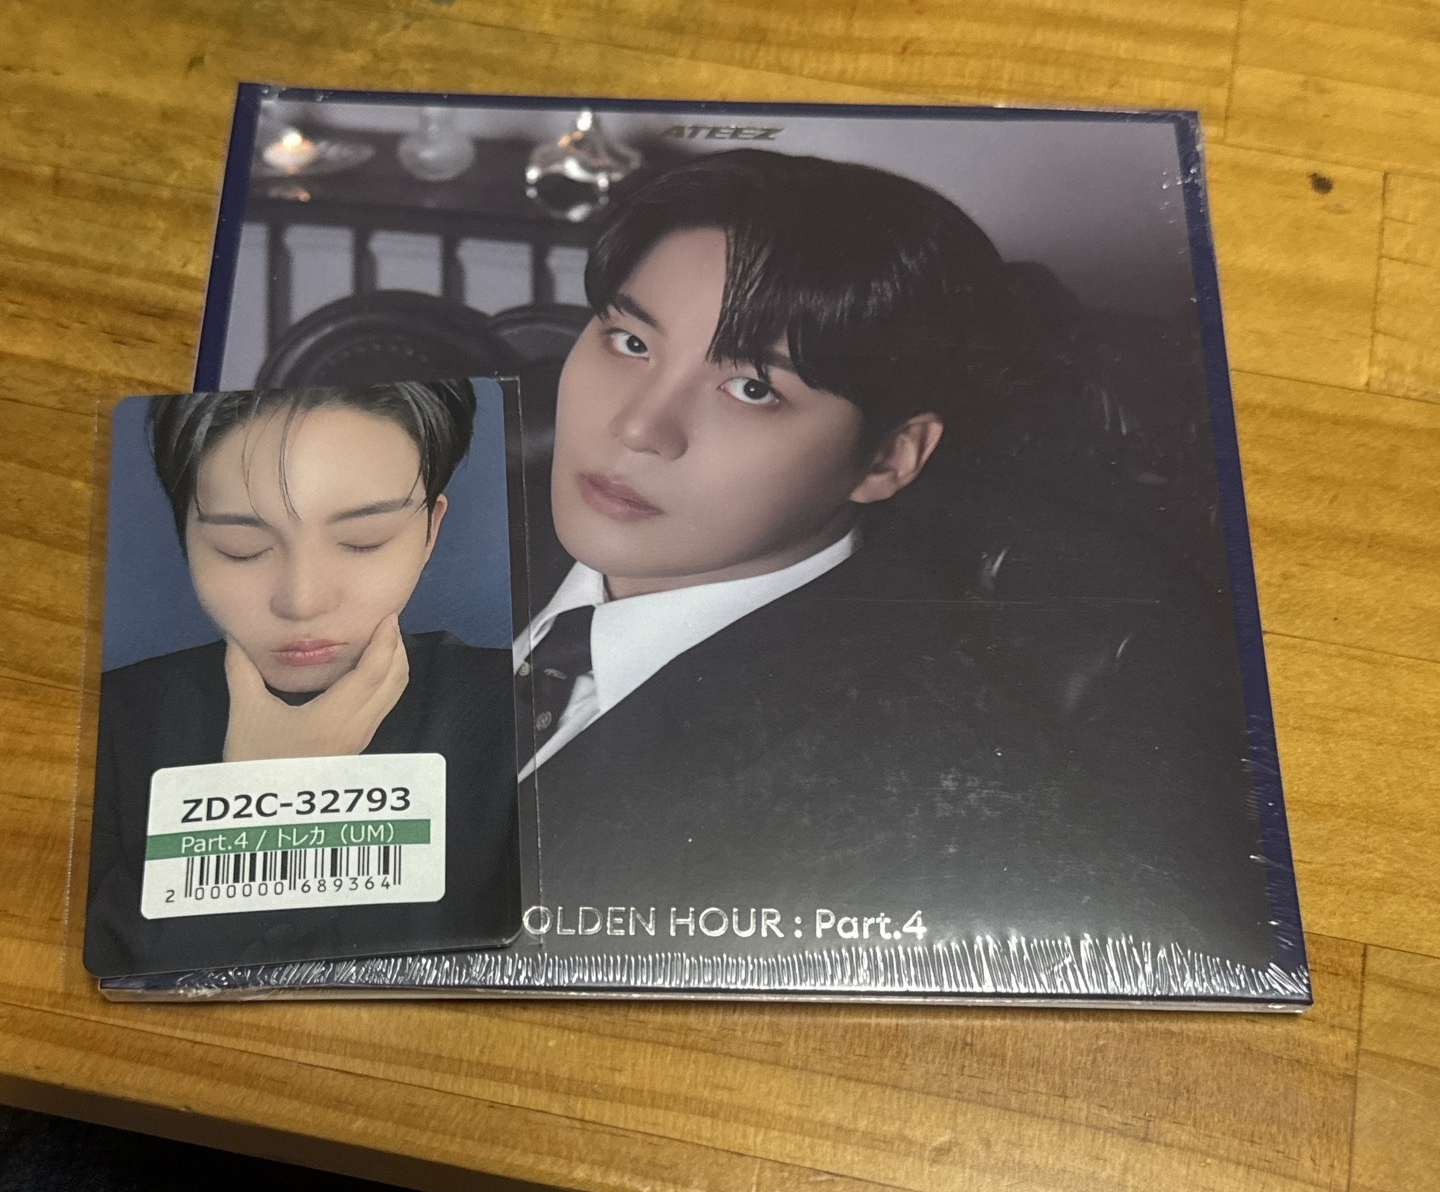 ATEEZ
ZD2C-32793
Part.4 / トレカ（UM）
2 000000 689364
OLDEN HOUR : Part.4